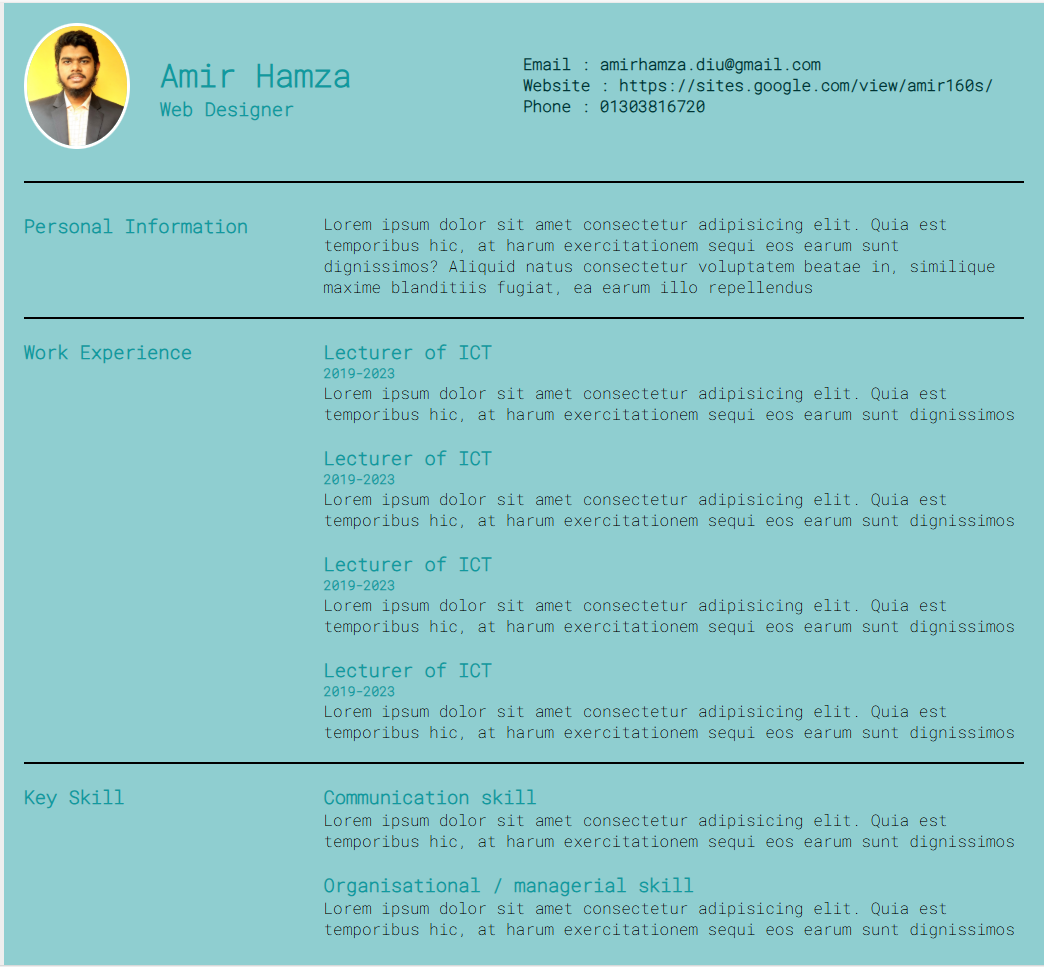 Amir Hamza
Web Designer
Email : amirhamza.diu@gmail.com
Website : https://sites.google.com/view/amir160s/
Phone : 01303816720
Personal Information
Lorem ipsum dolor sit amet consectetur adipisicing elit. Quia est
temporibus hic, at harum exercitationem sequi eos earum sunt
dignissimos? Aliquid natus consectetur voluptatem beatae in, similique
maxime blanditiis fugiat, ea earum illo repellendus
Work Experience
Lecturer of ICT
2019-2023
Lorem ipsum dolor sit amet consectetur adipisicing elit. Quia est
temporibus hic, at harum exercitationem sequi eos earum sunt dignissimos
Lecturer of ICT
2019-2023
Lorem ipsum dolor sit amet consectetur adipisicing elit. Quia est
temporibus hic, at harum exercitationem sequi eos earum sunt dignissimos
Lecturer of ICT
2019-2023
Lorem ipsum dolor sit amet consectetur adipisicing elit. Quia est
temporibus hic, at harum exercitationem sequi eos earum sunt dignissimos
Lecturer of ICT
2019-2023
Lorem ipsum dolor sit amet consectetur adipisicing elit. Quia est
temporibus hic, at harum exercitationem sequi eos earum sunt dignissimos
Key Skill
Communication skill
Lorem ipsum dolor sit amet consectetur adipisicing elit. Quia est
temporibus hic, at harum exercitationem sequi eos earum sunt dignissimos
Organisational / managerial skill
Lorem ipsum dolor sit amet consectetur adipisicing elit. Quia est
temporibus hic, at harum exercitationem sequi eos earum sunt dignissimos